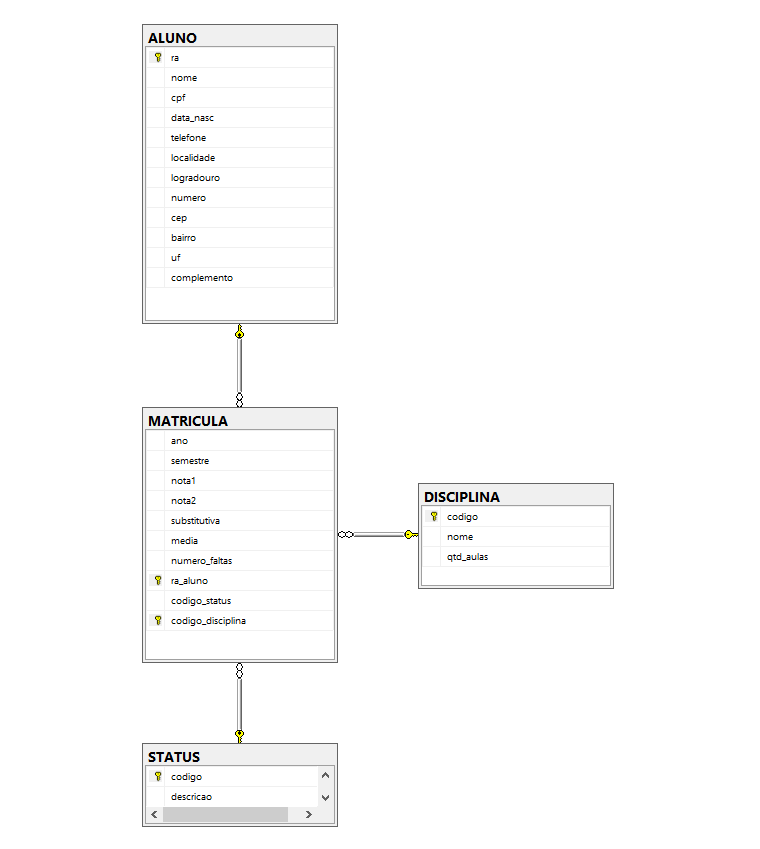 ALUNO
ra
nome
cpf
data_nasc
telefone
localidade
logradouro
numero
cep
bairro
uf
complemento
MATRICULA
ano
semestre
nota1
nota2
substitutiva
media
numero_faltas
ra_aluno
codigo_status
codigo_disciplina
DISCIPLINA
codigo
nome
qtd_aulas
STATUS
codigo
descricao